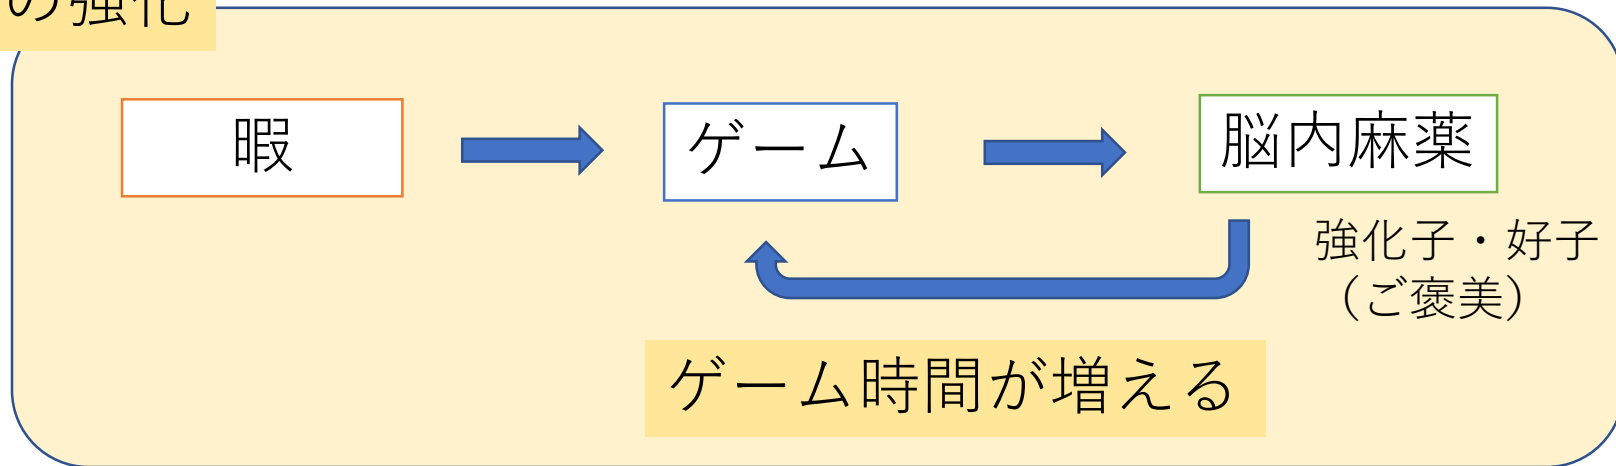 の強化
暇
ゲーム
脳内麻薬
強化子・好子
（ご褒美）
ゲーム時間が増える